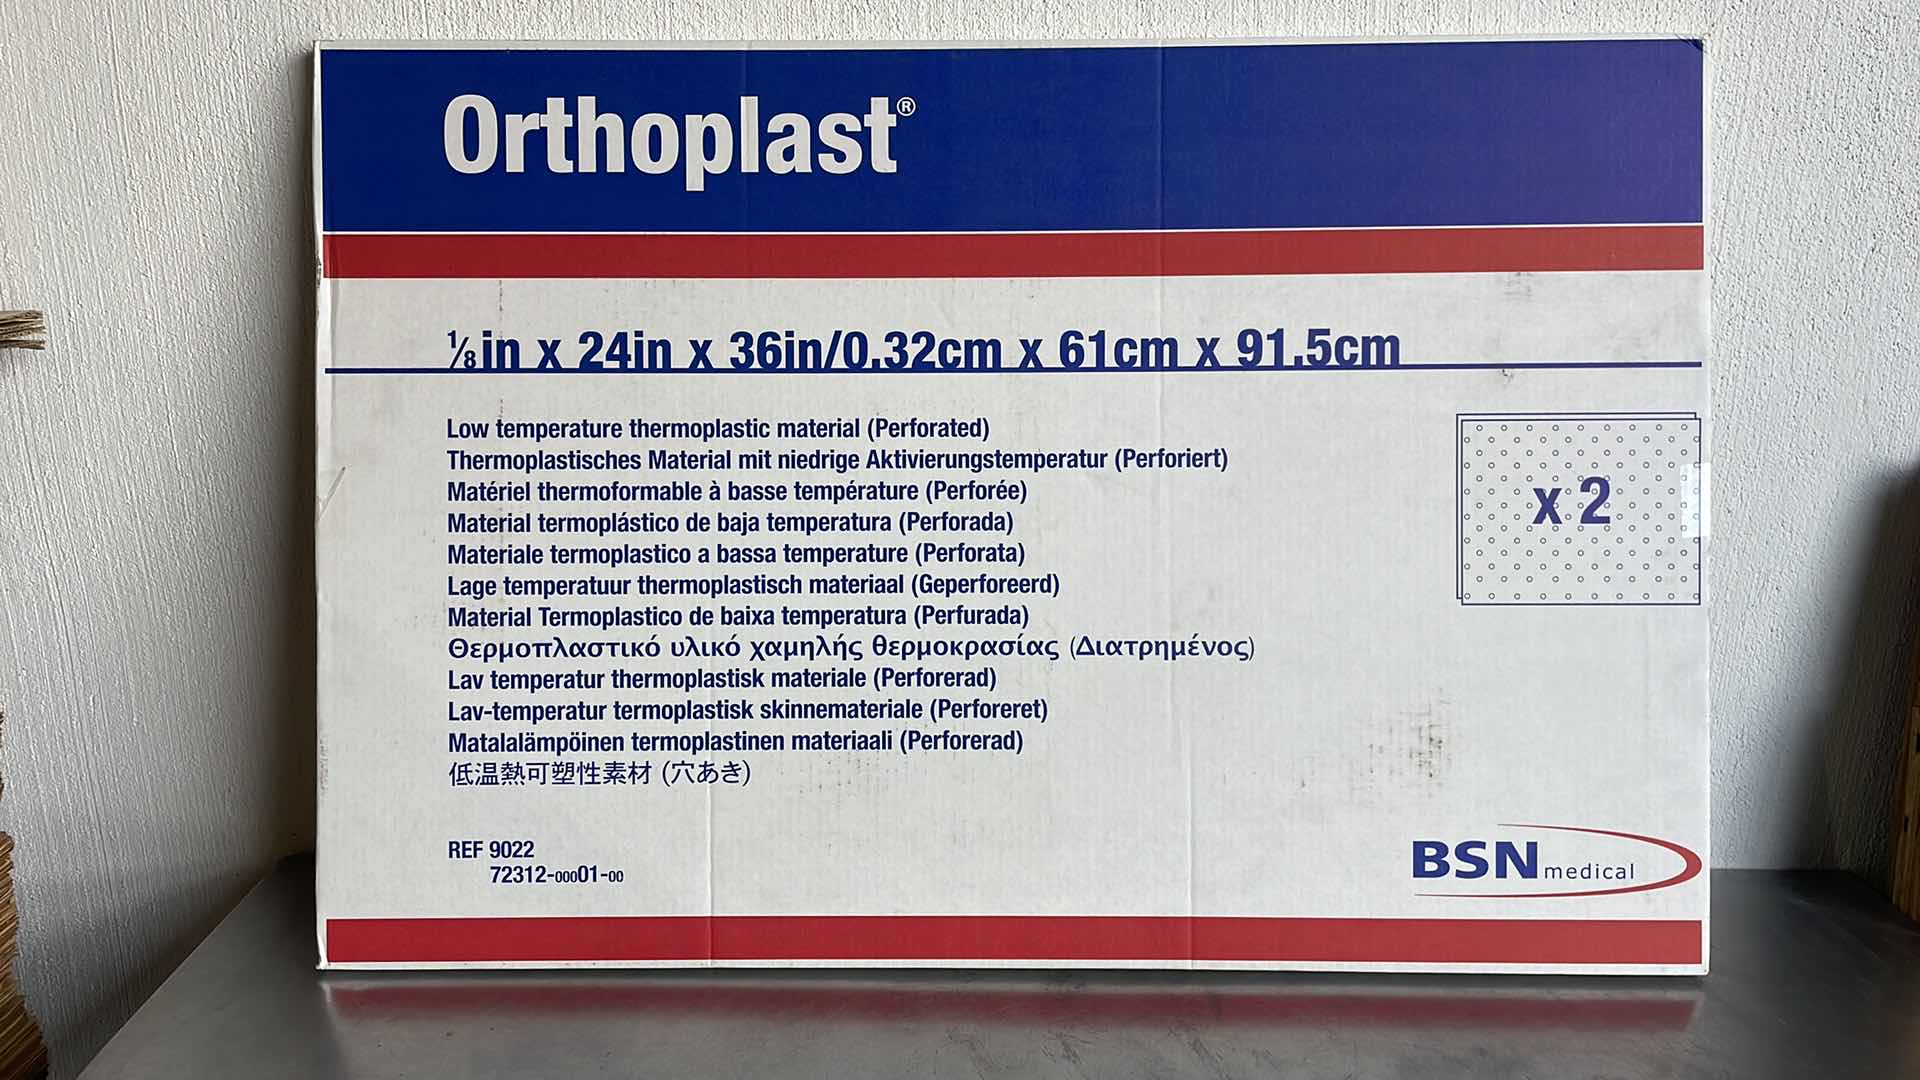 Orthoplast®
⅛in x 24in x 36in/0.32cm x 61cm x 91.5cm
Low temperature thermoplastic material (Perforated)
Thermoplastisches Material mit niedrige Aktivierungstemperatur (Perforiert)
Matériel thermoformable à basse température (Perforée)
Material termoplástico de baja temperatura (Perforada)
Materiale termoplastico a bassa temperature (Perforata)
Lage temperatuur thermoplastisch materiaal (Geperforeerd)
Material Termoplastico de baixa temperatura (Perfurada)
Θερμοπλαστικό υλικό χαμηλής θερμοκρασίας (Διατρημένος)
Lav temperatur thermoplastisk materiale (Perforerad)
Lav-temperatur termoplastisk skinnemateriale (Perforeret)
Matalalämpöinen termoplastinen materiaali (Perforerad)
低温熱可塑性素材 (穴あき)
x 2
REF 9022
72312-00001-00
BSN medical